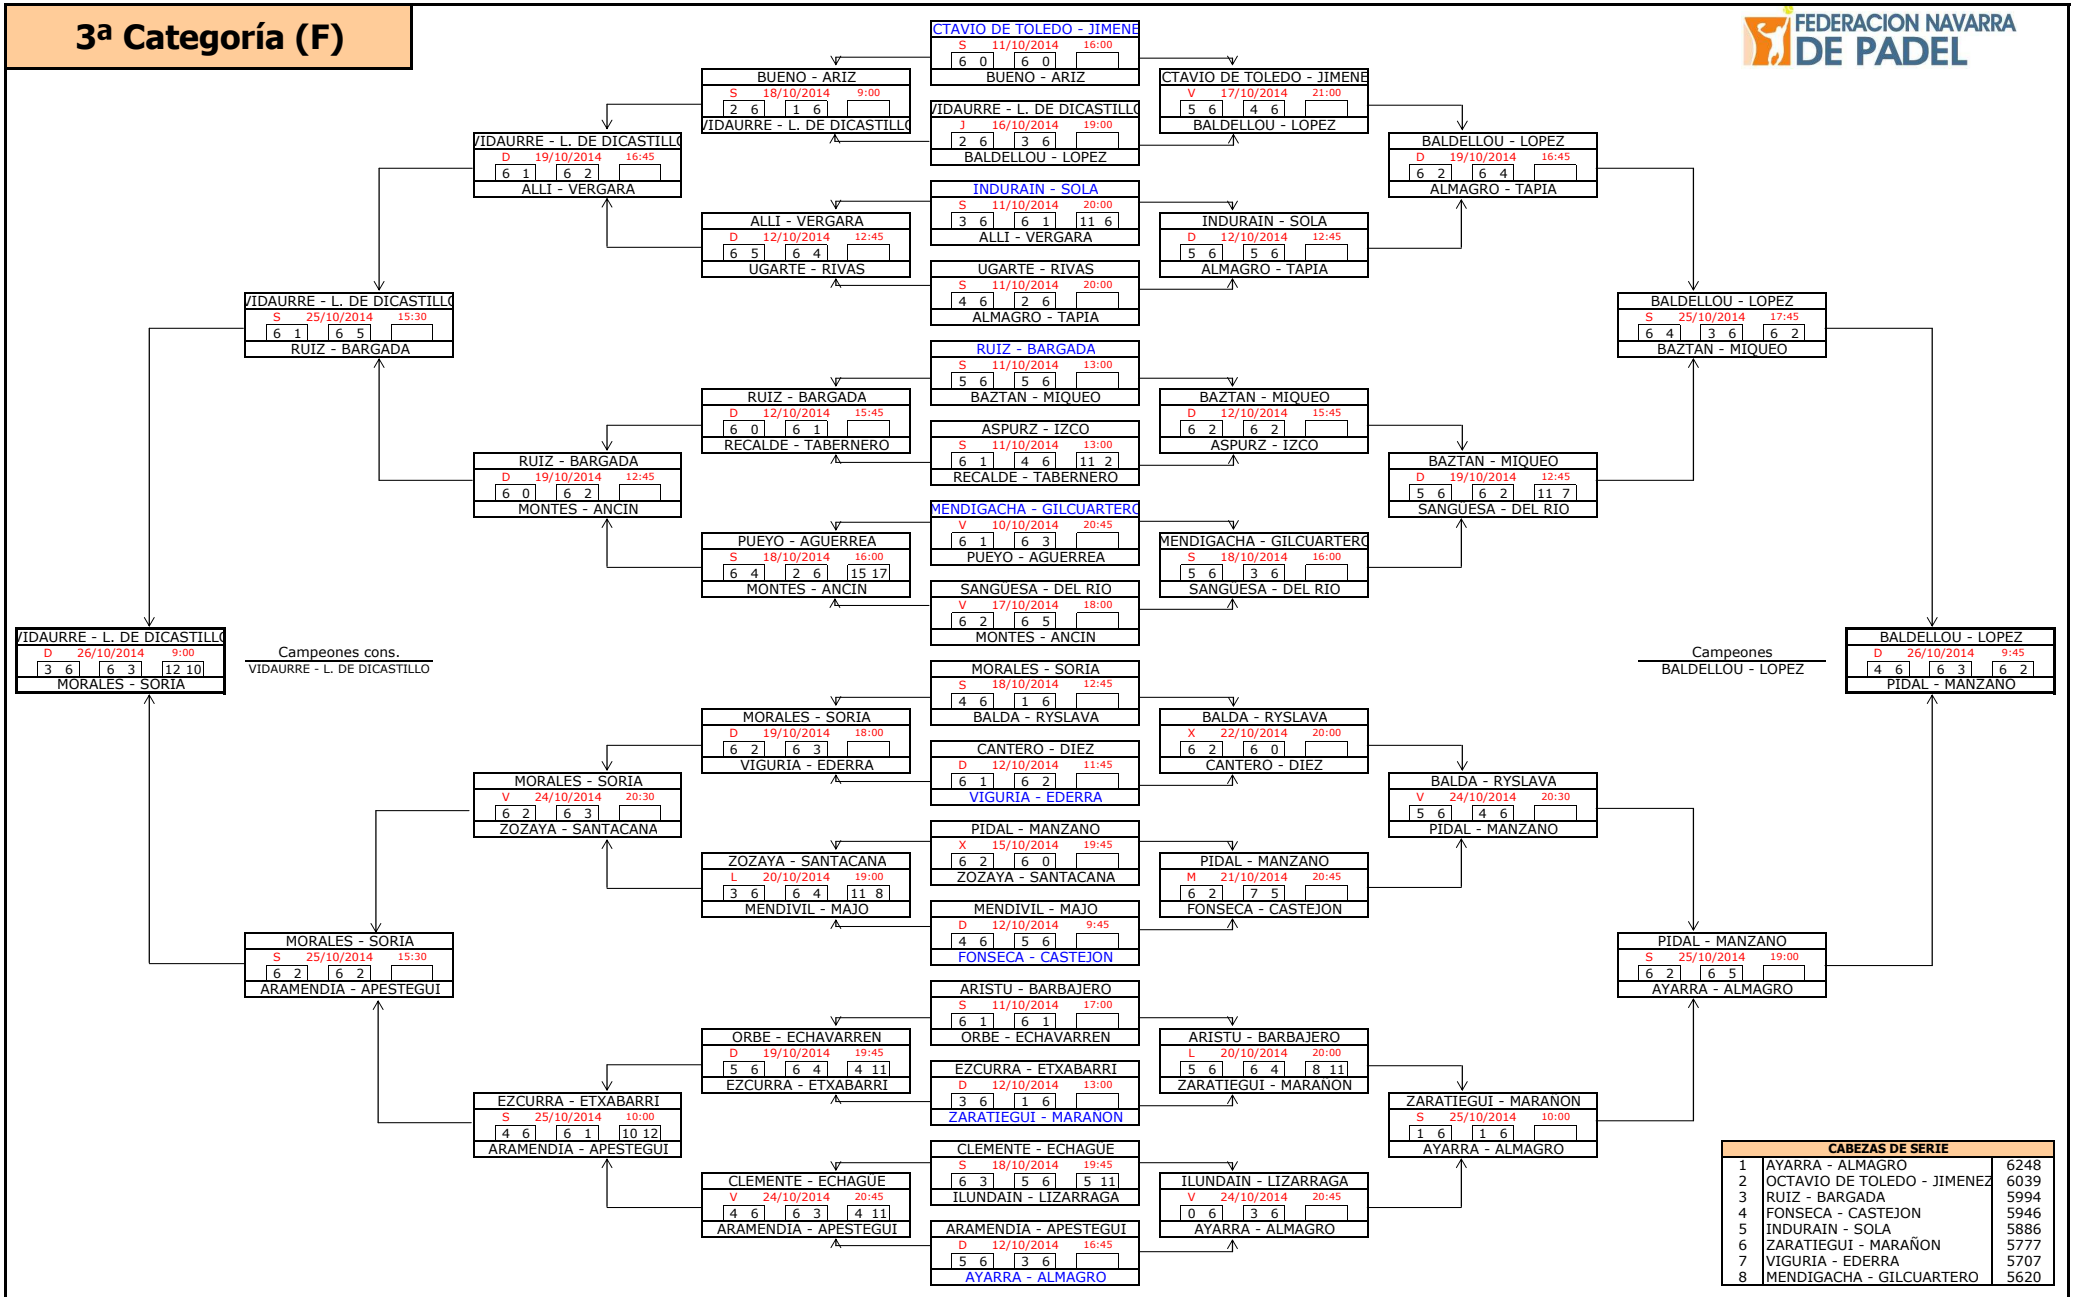 3ª Categoría (F)
FEDERACION NAVARRA
DE PADEL
VIDAURRE - L. DE DICASTILLO
D 26/10/2014 9:00
3 6 6 3 12 10
MORALES - SORIA
Campeones cons.
VIDAURRE - L. DE DICASTILLO
VIDAURRE - L. DE DICASTILLO
S 25/10/2014 15:30
6 1 6 5
RUIZ - BARGADA
MORALES - SORIA
S 25/10/2014 15:30
6 2 6 2
ARAMENDIA - APESTEGUI
VIDAURRE - L. DE DICASTILLO
D 19/10/2014 16:45
6 1 6 2
ALLI - VERGARA
RUIZ - BARGADA
D 19/10/2014 12:45
6 0 6 2
MONTES - ANCIN
MORALES - SORIA
V 24/10/2014 20:30
6 2 6 3
ZOZAYA - SANTACANA
EZCURRA - ETXABARRI
S 25/10/2014 10:00
4 6 6 1 10 12
ARAMENDIA - APESTEGUI
BUENO - ARIZ
S 18/10/2014 9:00
2 6 1 6
VIDAURRE - L. DE DICASTILLO
ALLI - VERGARA
D 12/10/2014 12:45
6 5 6 4
UGARTE - RIVAS
RUIZ - BARGADA
D 12/10/2014 15:45
6 0 6 1
RECALDE - TABERNERO
PUEYO - AGUERREA
S 18/10/2014 16:00
6 4 2 6 15 17
MONTES - ANCIN
MORALES - SORIA
D 19/10/2014 18:00
6 2 6 3
VIGURIA - EDERRA
ZOZAYA - SANTACANA
L 20/10/2014 19:00
3 6 6 4 11 8
MENDIVIL - MAJO
ORBE - ECHAVARREN
D 19/10/2014 19:45
5 6 6 4 4 11
EZCURRA - ETXABARRI
CLEMENTE - ECHAGÜE
V 24/10/2014 20:45
4 6 6 3 4 11
ARAMENDIA - APESTEGUI
CTAVIO DE TOLEDO - JIMENE
S 11/10/2014 16:00
6 0 6 0
BUENO - ARIZ
VIDAURRE - L. DE DICASTILLO
J 16/10/2014 19:00
2 6 3 6
BALDELLOU - LOPEZ
INDURAIN - SOLA
S 11/10/2014 20:00
3 6 6 1 11 6
ALLI - VERGARA
UGARTE - RIVAS
S 11/10/2014 20:00
4 6 2 6
ALMAGRO - TAPIA
RUIZ - BARGADA
S 11/10/2014 13:00
5 6 5 6
BAZTAN - MIQUEO
ASPURZ - IZCO
S 11/10/2014 13:00
6 1 4 6 11 2
RECALDE - TABERNERO
MENDIGACHA - GILCUARTERO
V 10/10/2014 20:45
6 1 6 3
PUEYO - AGUERREA
SANGÜESA - DEL RIO
V 17/10/2014 18:00
6 2 6 5
MONTES - ANCIN
MORALES - SORIA
S 18/10/2014 12:45
4 6 1 6
BALDA - RYSLAVA
CANTERO - DIEZ
D 12/10/2014 11:45
6 1 6 2
VIGURIA - EDERRA
PIDAL - MANZANO
X 15/10/2014 19:45
6 2 6 0
ZOZAYA - SANTACANA
MENDIVIL - MAJO
D 12/10/2014 9:45
4 6 5 6
FONSECA - CASTEJON
ARISTU - BARBAJERO
S 11/10/2014 17:00
6 1 6 1
ORBE - ECHAVARREN
EZCURRA - ETXABARRI
D 12/10/2014 13:00
3 6 1 6
ZARATIEGUI - MARAÑON
CLEMENTE - ECHAGÜE
S 18/10/2014 19:45
6 3 5 6 5 11
ILUNDAIN - LIZARRAGA
ARAMENDIA - APESTEGUI
D 12/10/2014 16:45
5 6 3 6
AYARRA - ALMAGRO
CTAVIO DE TOLEDO - JIMENE
V 17/10/2014 21:00
5 6 4 6
BALDELLOU - LOPEZ
INDURAIN - SOLA
D 12/10/2014 12:45
5 6 5 6
ALMAGRO - TAPIA
BAZTAN - MIQUEO
D 12/10/2014 15:45
6 2 6 2
ASPURZ - IZCO
MENDIGACHA - GILCUARTERO
S 18/10/2014 16:00
5 6 3 6
SANGÜESA - DEL RIO
BALDA - RYSLAVA
X 22/10/2014 20:00
6 2 6 0
CANTERO - DIEZ
PIDAL - MANZANO
M 21/10/2014 20:45
6 2 7 5
FONSECA - CASTEJON
ARISTU - BARBAJERO
L 20/10/2014 20:00
5 6 6 4 8 11
ZARATIEGUI - MARAÑON
ILUNDAIN - LIZARRAGA
V 24/10/2014 20:45
0 6 3 6
AYARRA - ALMAGRO
BALDELLOU - LOPEZ
D 19/10/2014 16:45
6 2 6 4
ALMAGRO - TAPIA
BAZTAN - MIQUEO
D 19/10/2014 12:45
5 6 6 2 11 7
SANGÜESA - DEL RIO
BALDA - RYSLAVA
V 24/10/2014 20:30
5 6 4 6
PIDAL - MANZANO
ZARATIEGUI - MARAÑON
S 25/10/2014 10:00
1 6 1 6
AYARRA - ALMAGRO
BALDELLOU - LOPEZ
S 25/10/2014 17:45
6 4 3 6 6 2
BAZTAN - MIQUEO
PIDAL - MANZANO
S 25/10/2014 19:00
6 2 6 5
AYARRA - ALMAGRO
Campeones
BALDELLOU - LOPEZ
BALDELLOU - LOPEZ
D 26/10/2014 9:45
4 6 6 3 6 2
PIDAL - MANZANO
CABEZAS DE SERIE
1 AYARRA - ALMAGRO 6248
2 OCTAVIO DE TOLEDO - JIMENEZ 6039
3 RUIZ - BARGADA 5994
4 FONSECA - CASTEJON 5946
5 INDURAIN - SOLA 5886
6 ZARATIEGUI - MARAÑON 5777
7 VIGURIA - EDERRA 5707
8 MENDIGACHA - GILCUARTERO 5620